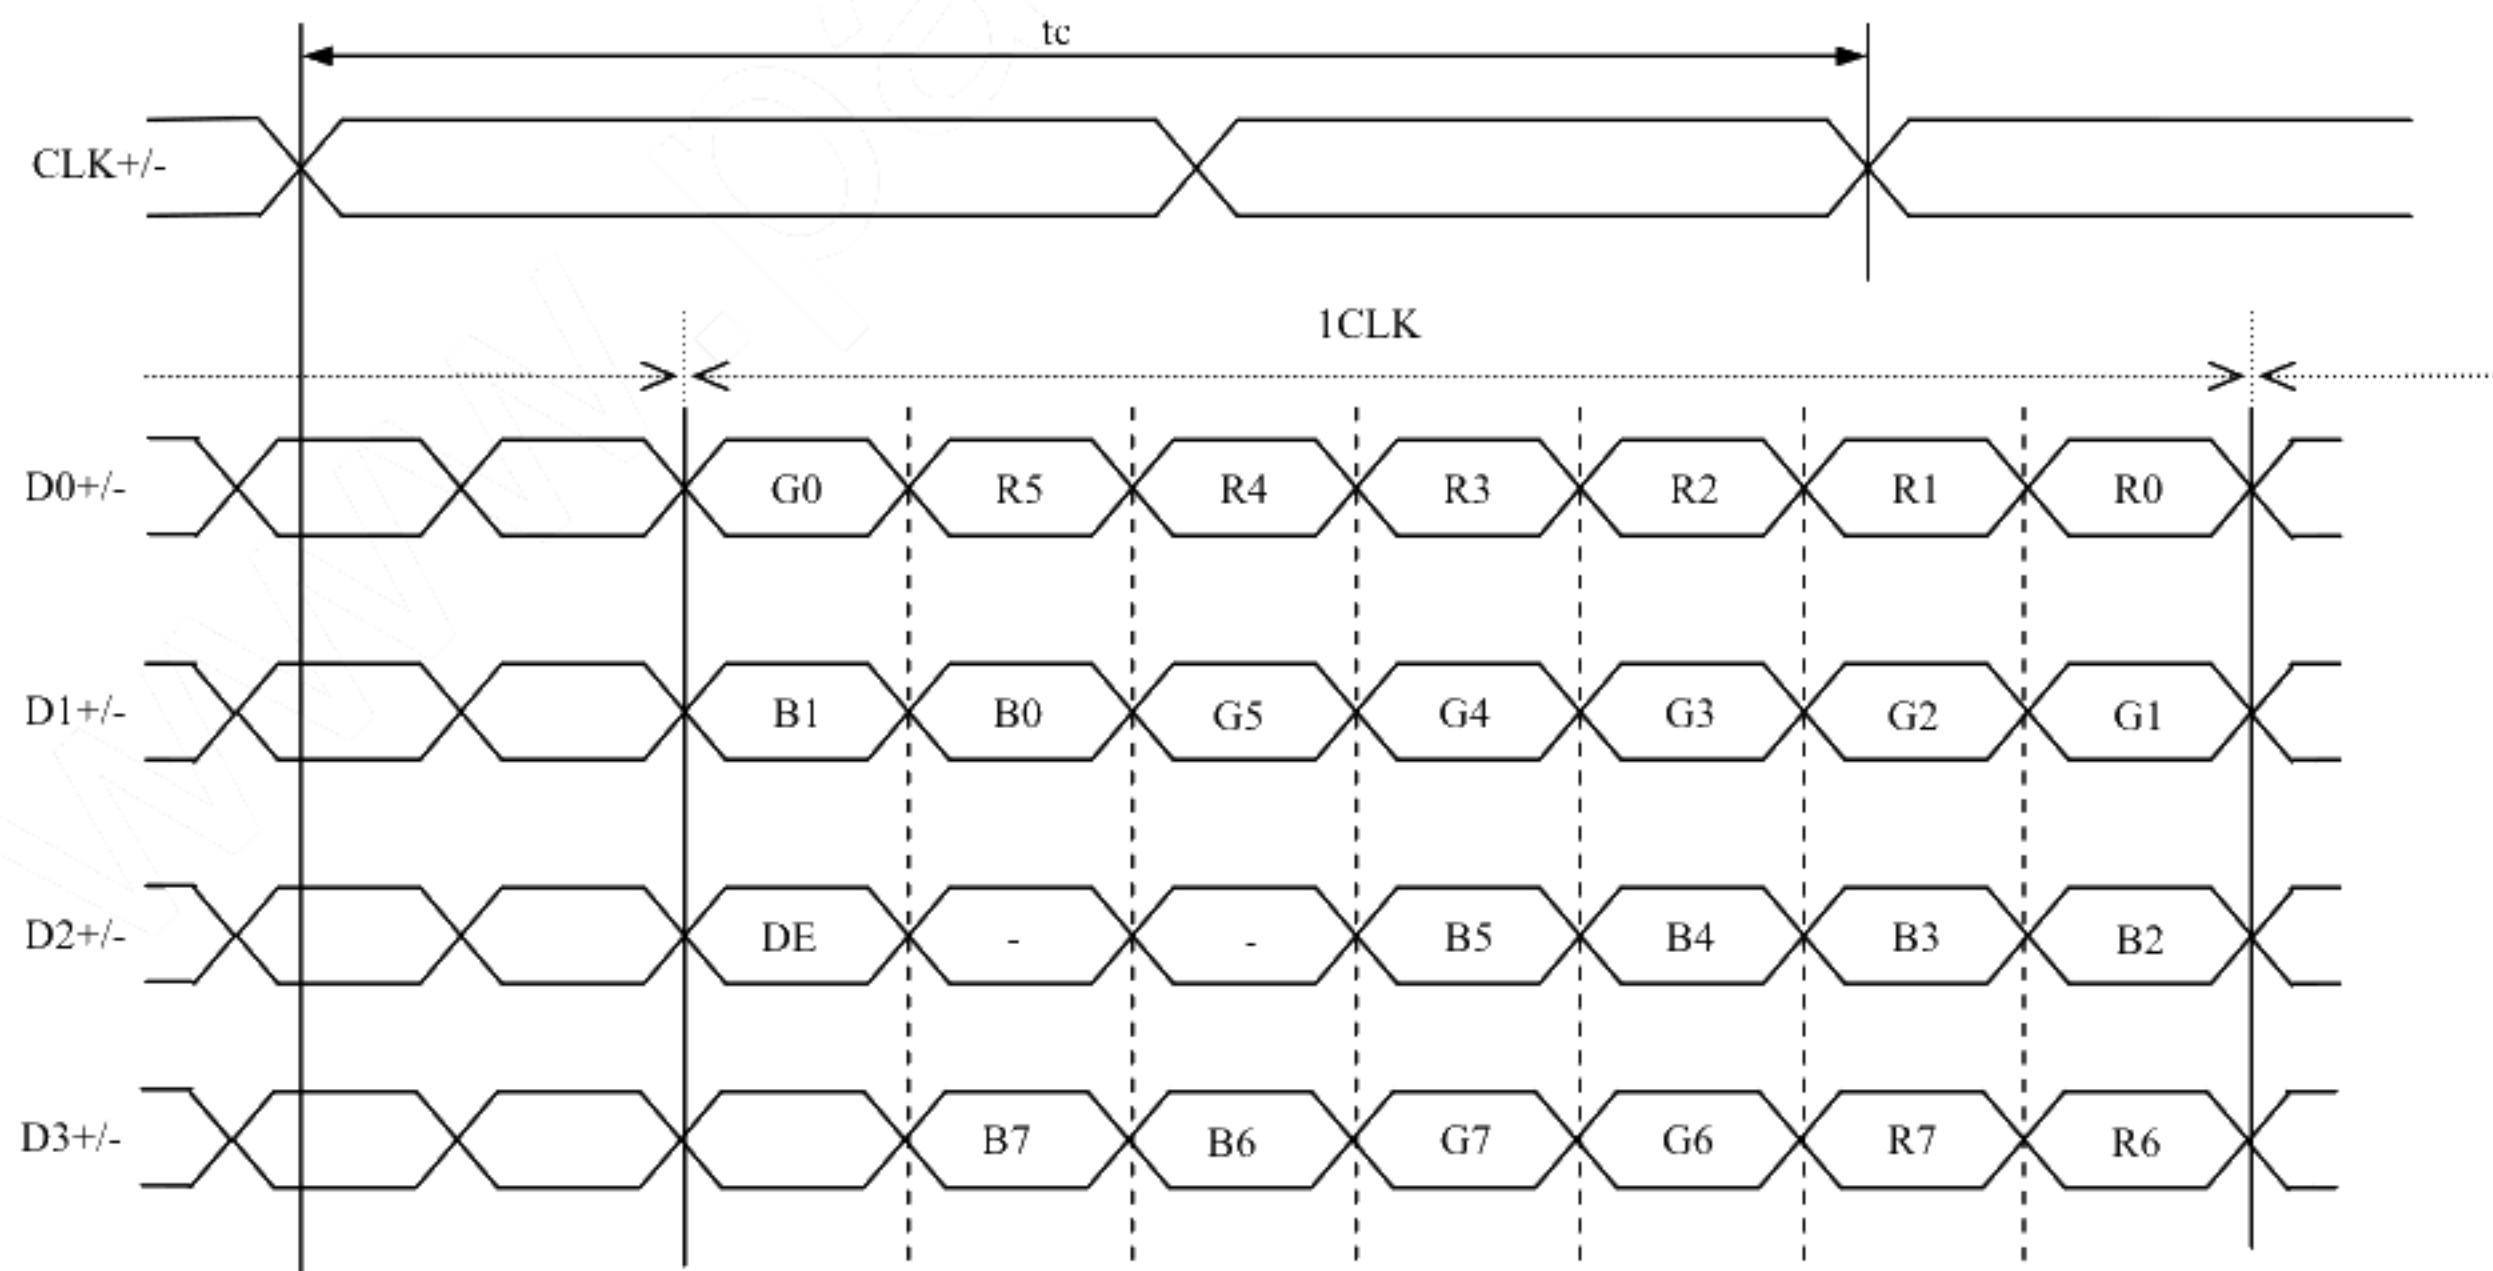 tc
CLK+/-
1CLK
D0+/- G0 R5 R4 R3 R2 R1 R0
D1+/- B1 B0 G5 G4 G3 G2 G1
D2+/- DE - - B5 B4 B3 B2
D3+/- B7 B6 G7 G6 R7 R6